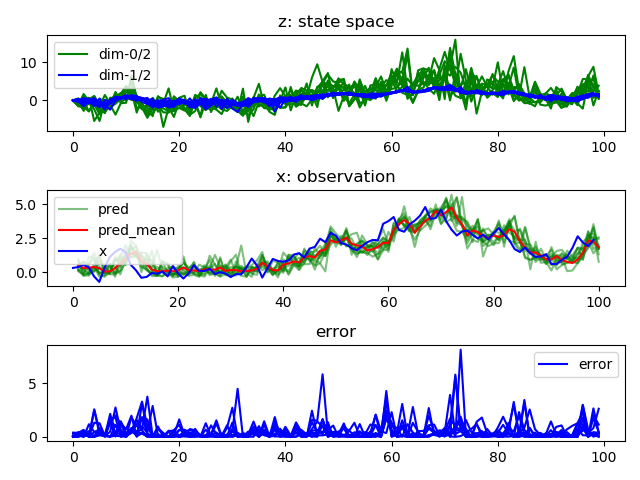 z: state space
10
0
dim-0/2
dim-1/2
0 20 40 60 80 100
x: observation
5.0
2.5
0.0
pred
pred_mean
x
0 20 40 60 80 100
error
5
0
error
0 20 40 60 80 100